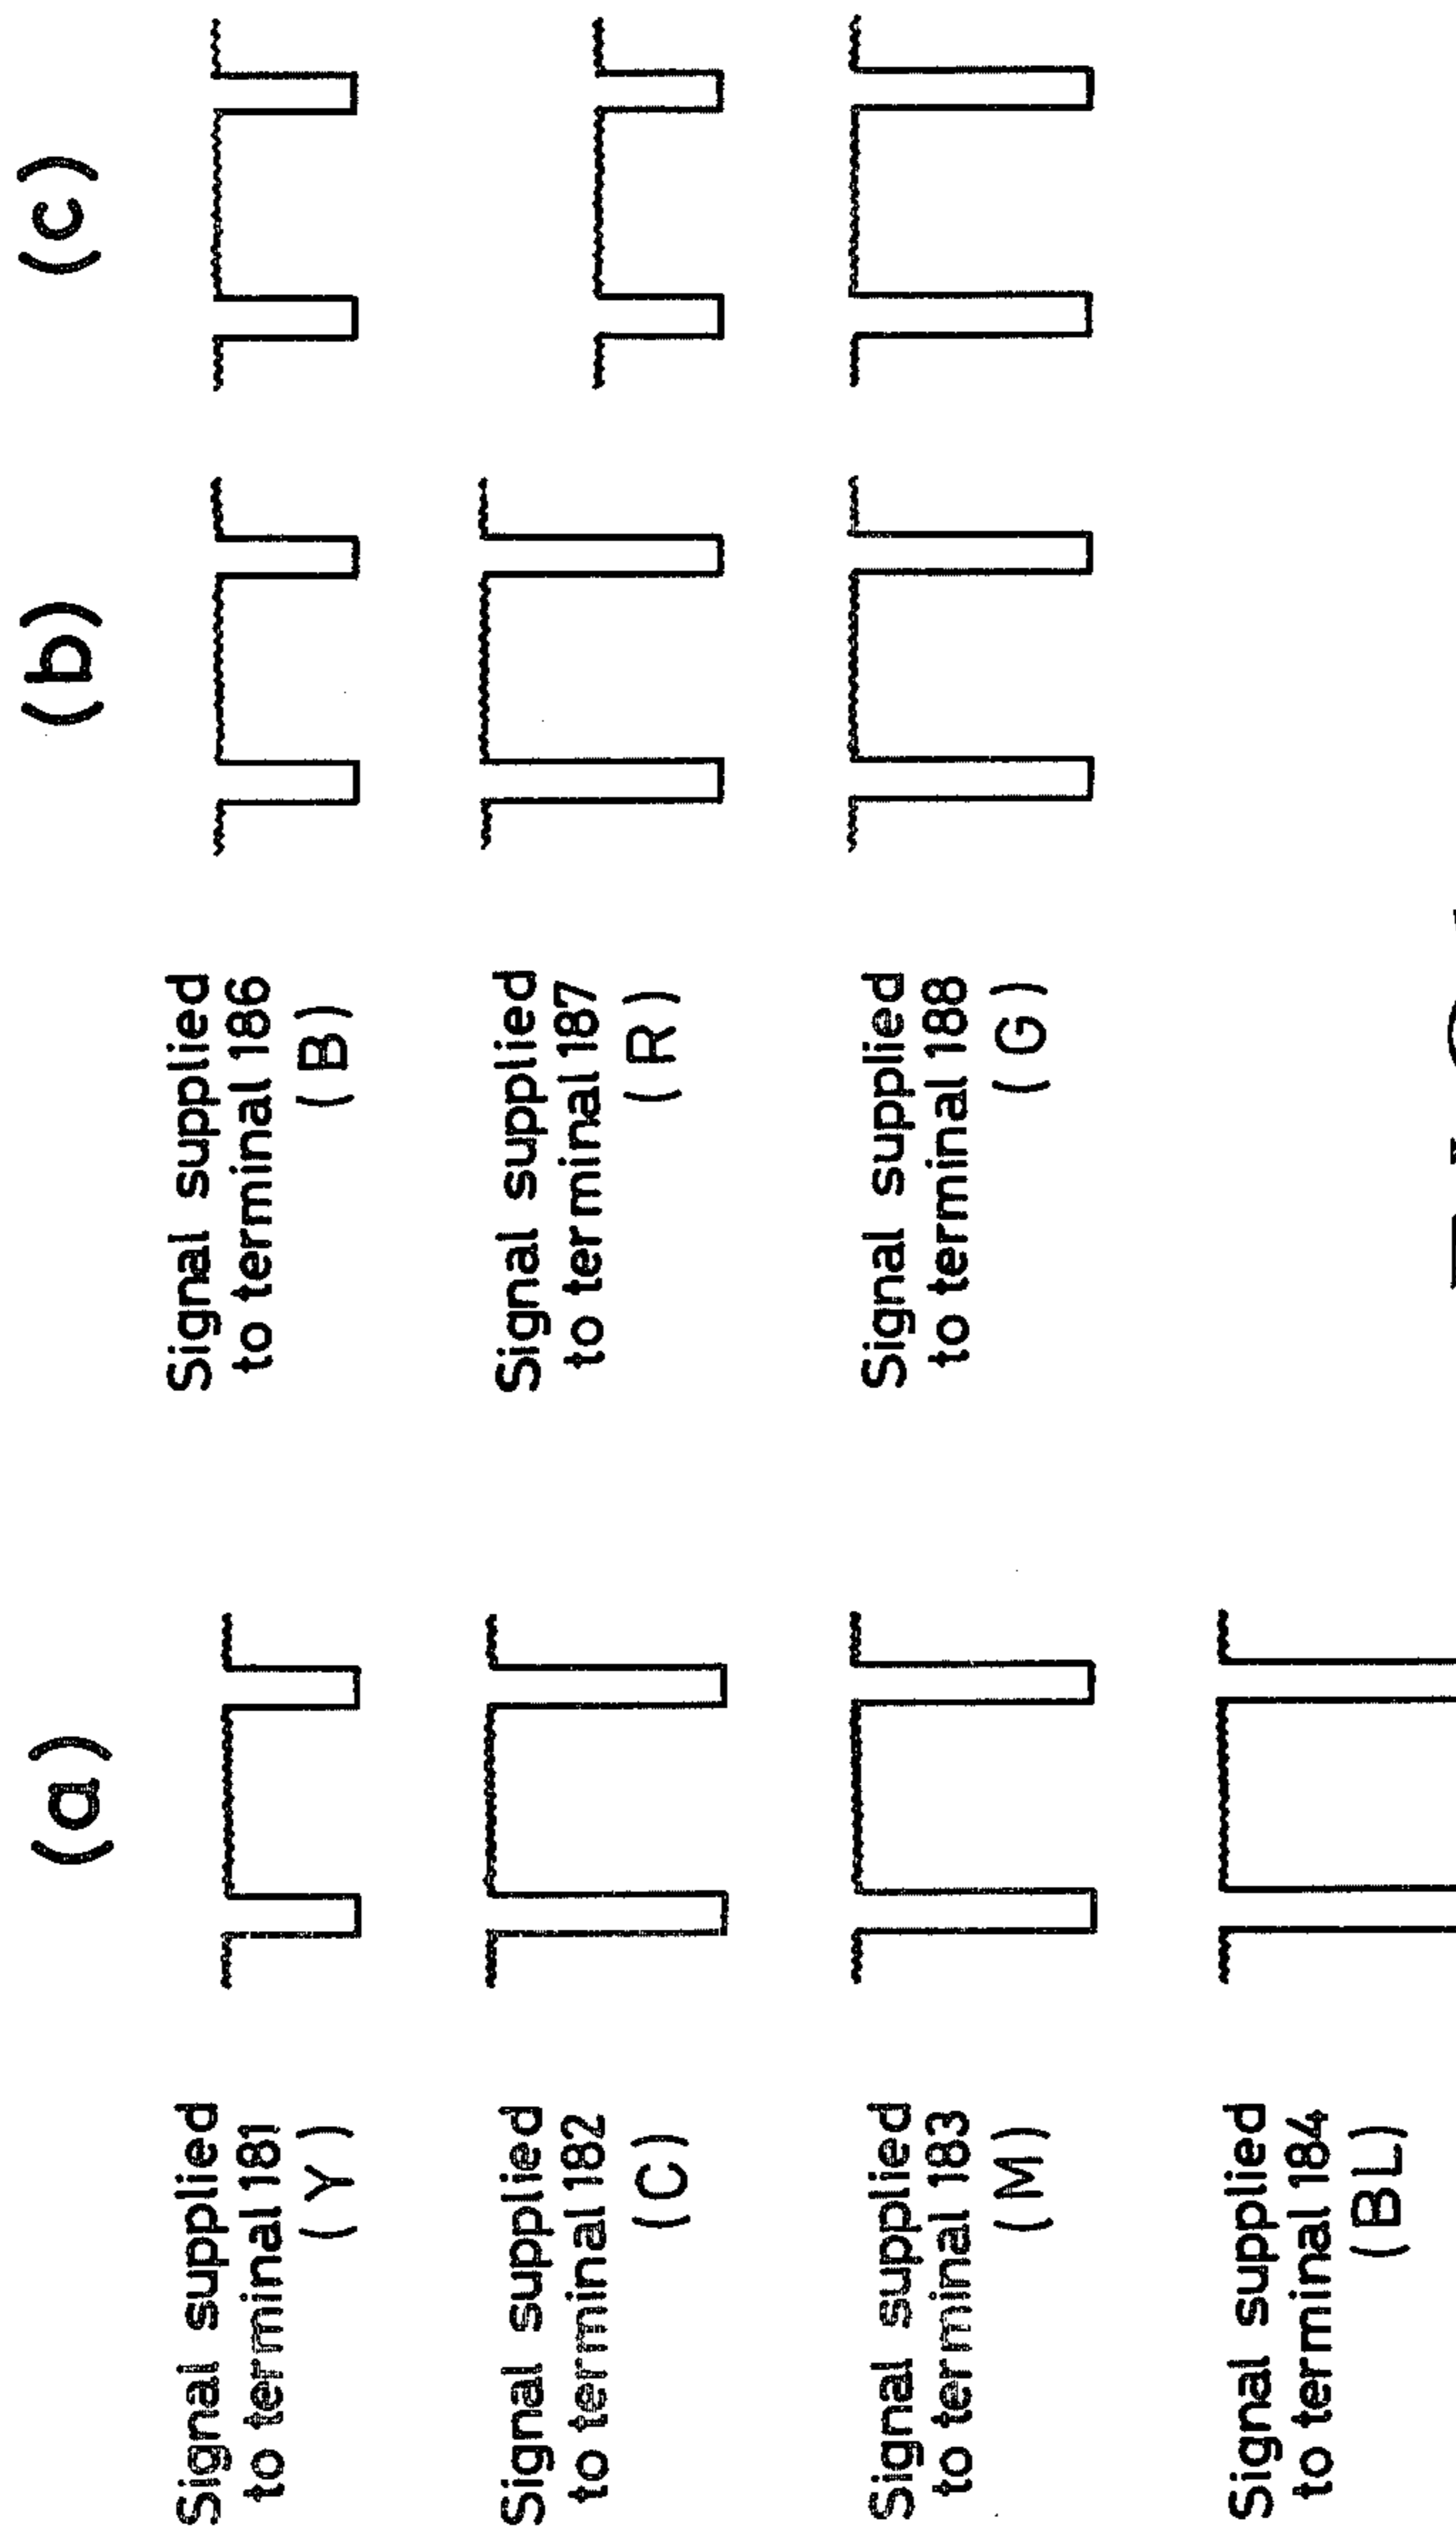 (a)
Signal supplied
to terminal 181
(Y)
Signal supplied
to terminal 182
(C)
Signal supplied
to terminal 183
(M)
Signal supplied
to terminal 184
(BL)
(b)
(c)
Signal supplied
to terminal 186
(B)
Signal supplied
to terminal 187
(R)
Signal supplied
to terminal 188
(G)